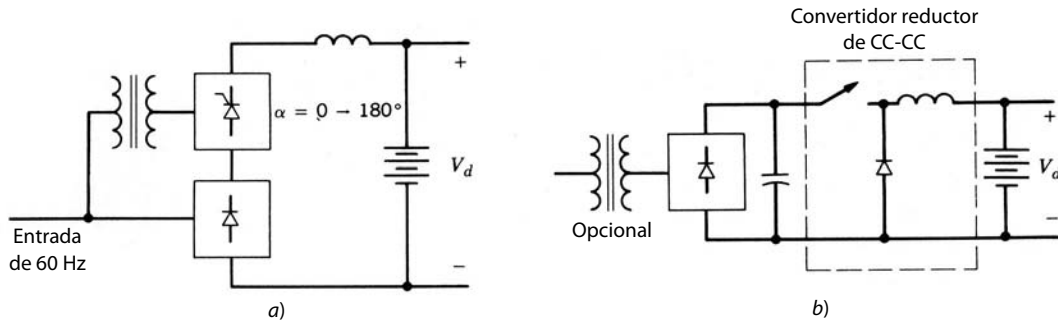 Convertidor reductor
de CC-CC
+
α = 0 → 180°
V_d
Entrada
de 60 Hz
−
a)
Opcional
+
V_d
−
b)